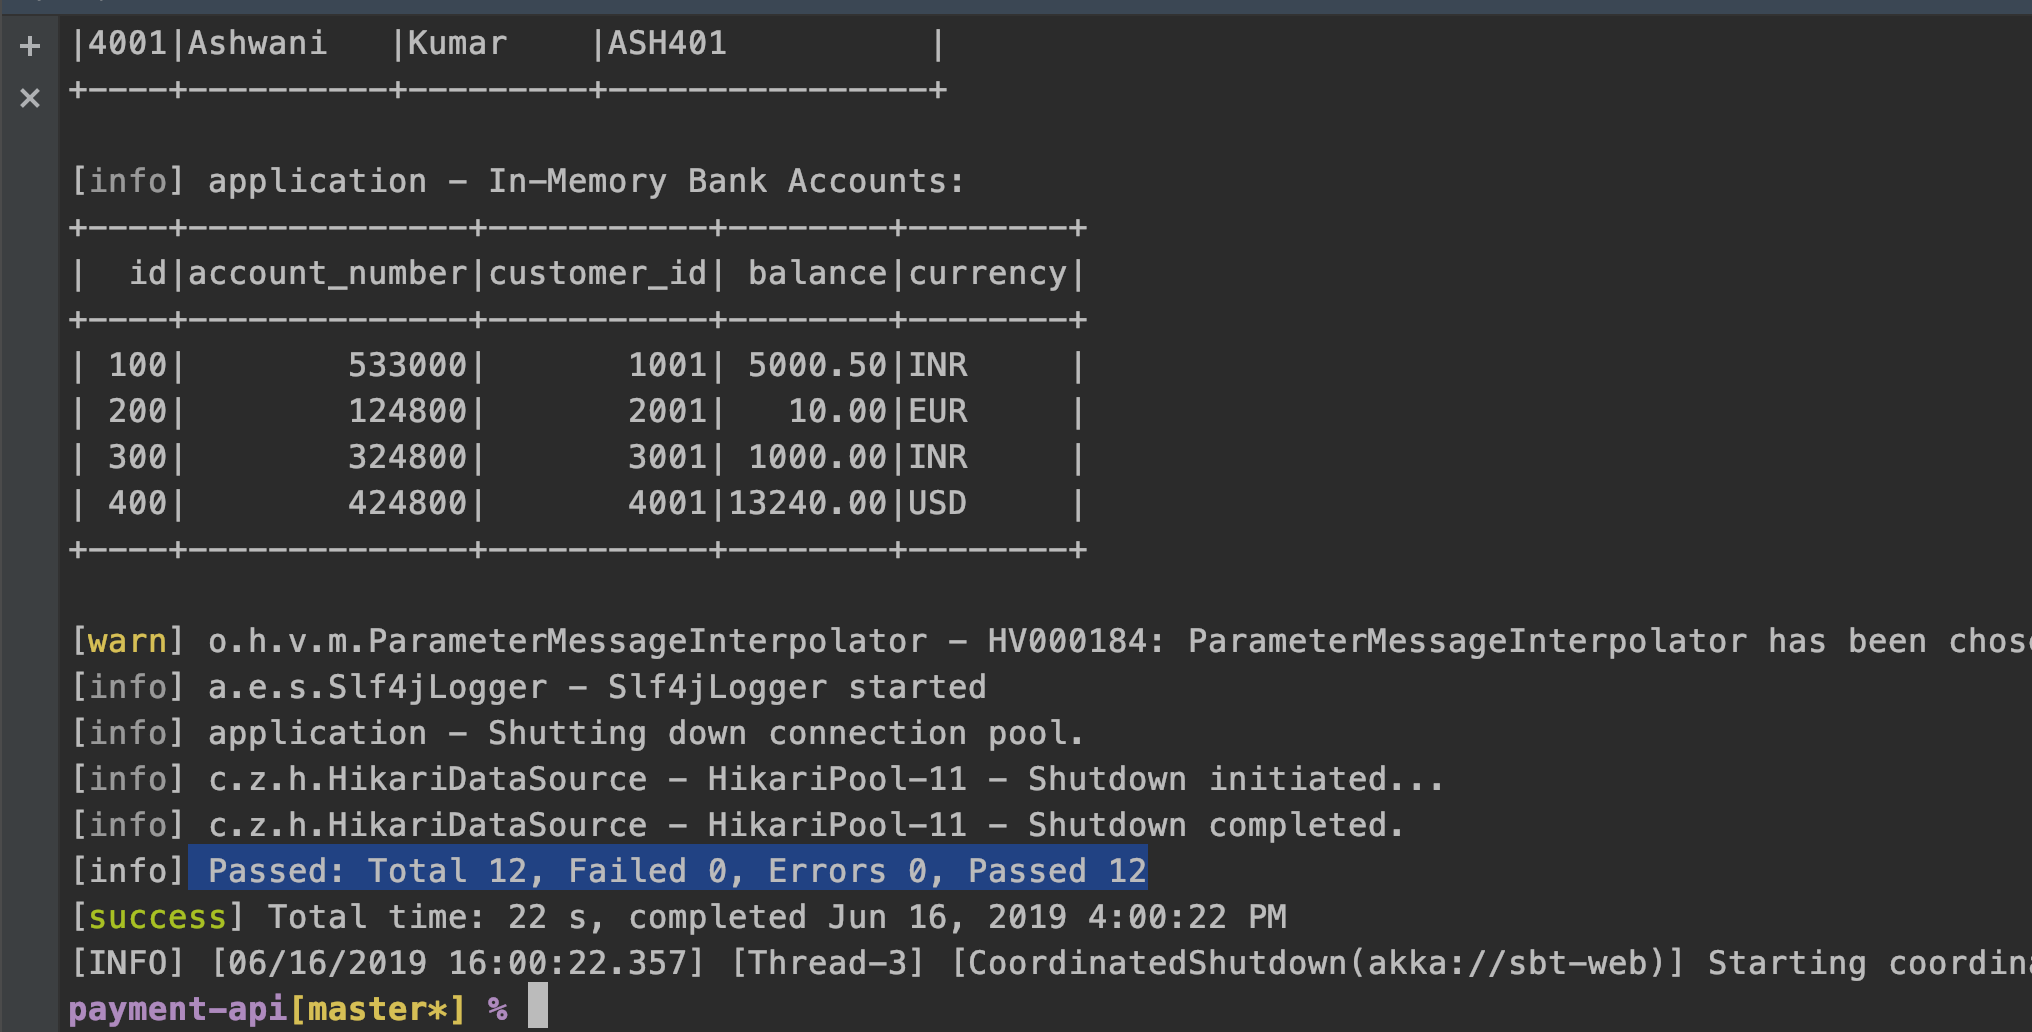 |4001|Ashwani   |Kumar    |ASH401          |
+----+----------+---------+----------------+
[info] application - In-Memory Bank Accounts:
+----+--------------+-----------+--------+--------+
|  id|account_number|customer_id| balance|currency|
+----+--------------+-----------+--------+--------+
| 100|        533000|       1001| 5000.50|INR     |
| 200|        124800|       2001|   10.00|EUR     |
| 300|        324800|       3001| 1000.00|INR     |
| 400|        424800|       4001|13240.00|USD     |
+----+--------------+-----------+--------+--------+
[warn] o.h.v.m.ParameterMessageInterpolator - HV000184: ParameterMessageInterpolator has been
[info] a.e.s.Slf4jLogger - Slf4jLogger started
[info] application - Shutting down connection pool.
[info] c.z.h.HikariDataSource - HikariPool-11 - Shutdown initiated...
[info] c.z.h.HikariDataSource - HikariPool-11 - Shutdown completed.
[info] Passed: Total 12, Failed 0, Errors 0, Passed 12
[success] Total time: 22 s, completed Jun 16, 2019 4:00:22 PM
[INFO] [06/16/2019 16:00:22.357] [Thread-3] [CoordinatedShutdown(akka://sbt-web)] Starting
payment-api[master*] %